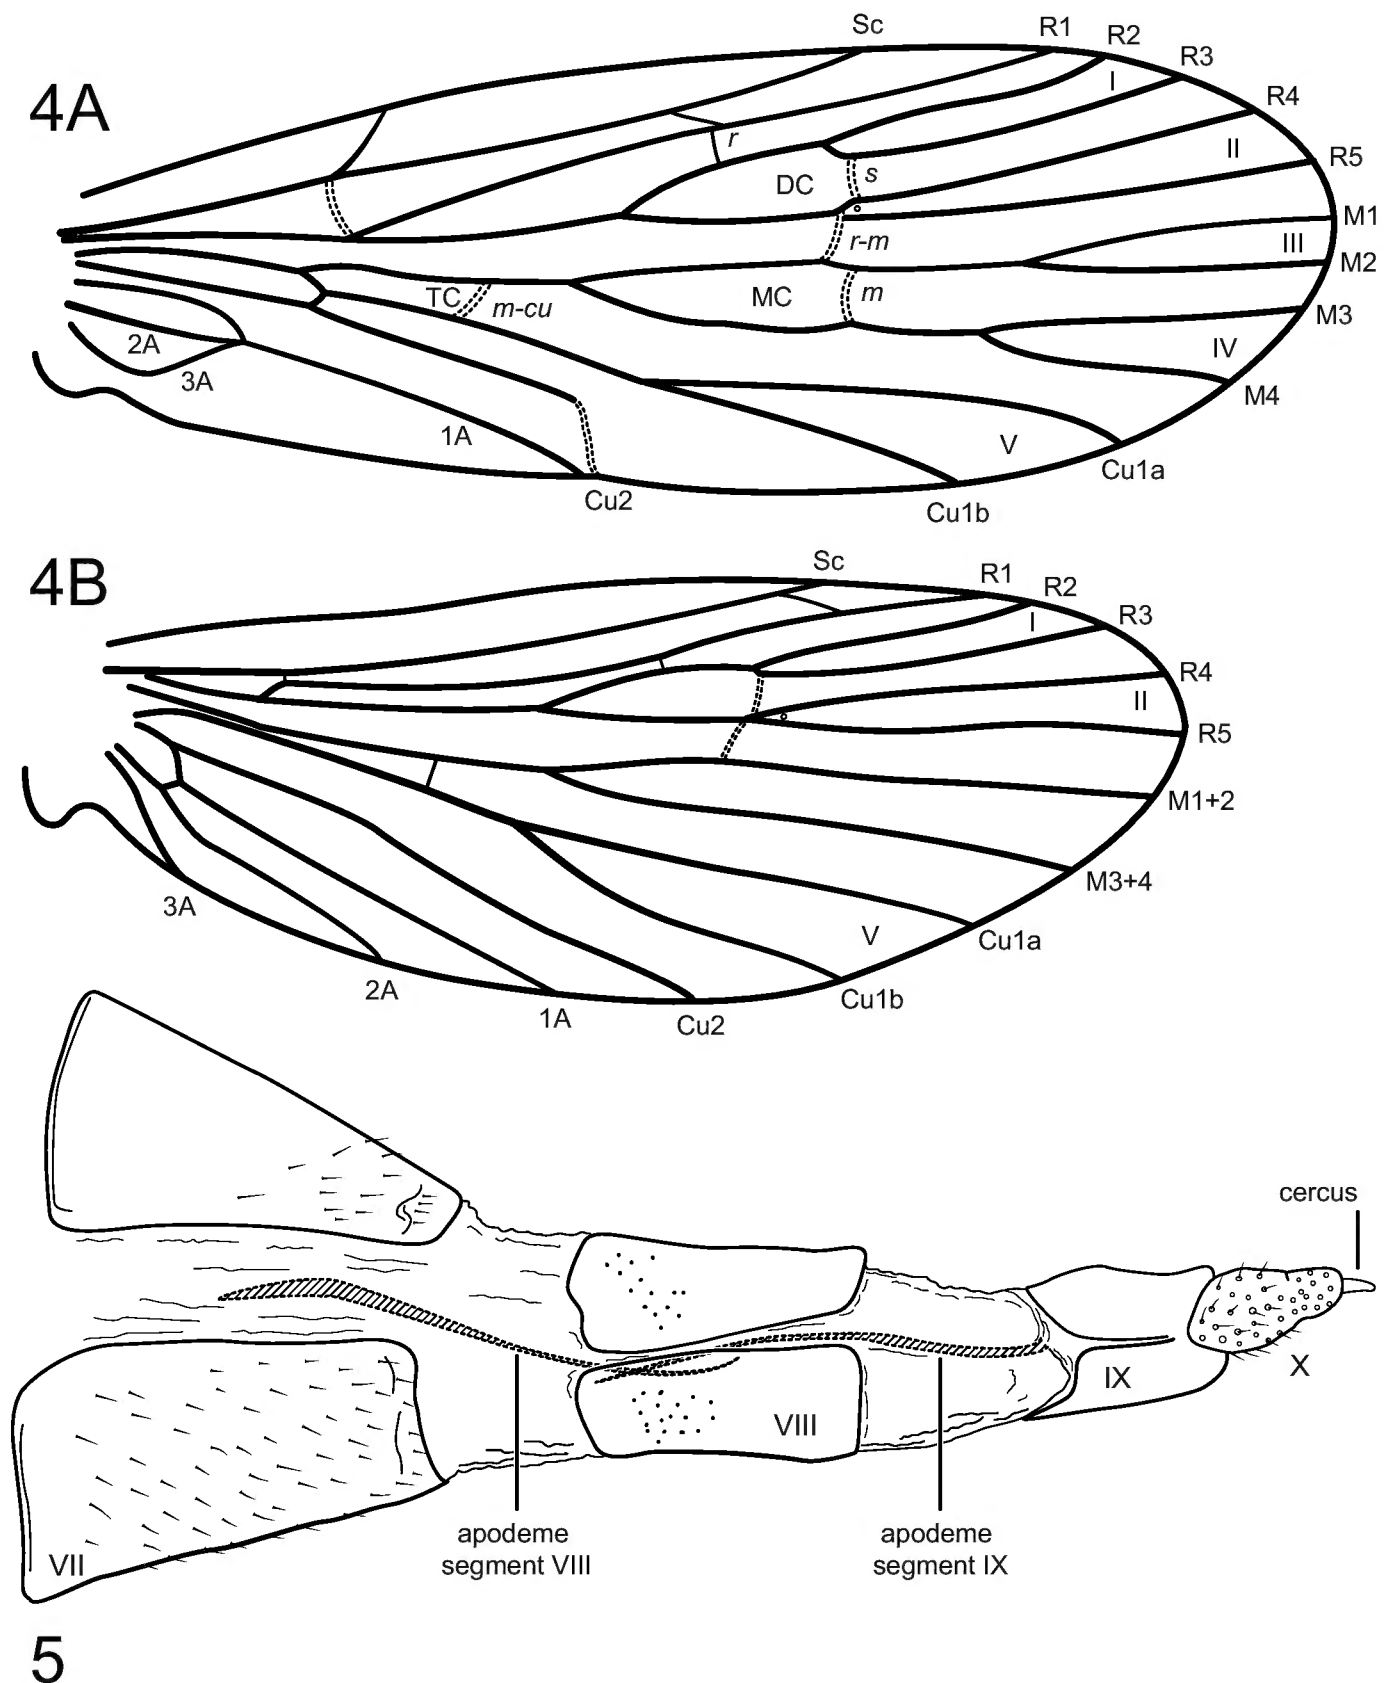 4A
Sc
R1
R2
R3
R4
R5
M1
M2
M3
M4
Cu1a
Cu1b
Cu2
1A
2A
3A
I
II
III
IV
V
r
s
DC
r-m
MC
m
TC
m-cu
4B
Sc
R1
R2
R3
R4
R5
M1+2
M3+4
Cu1a
Cu1b
Cu2
1A
2A
3A
I
II
V
cercus
X
IX
VIII
VII
apodeme
segment VIII
apodeme
segment IX
5